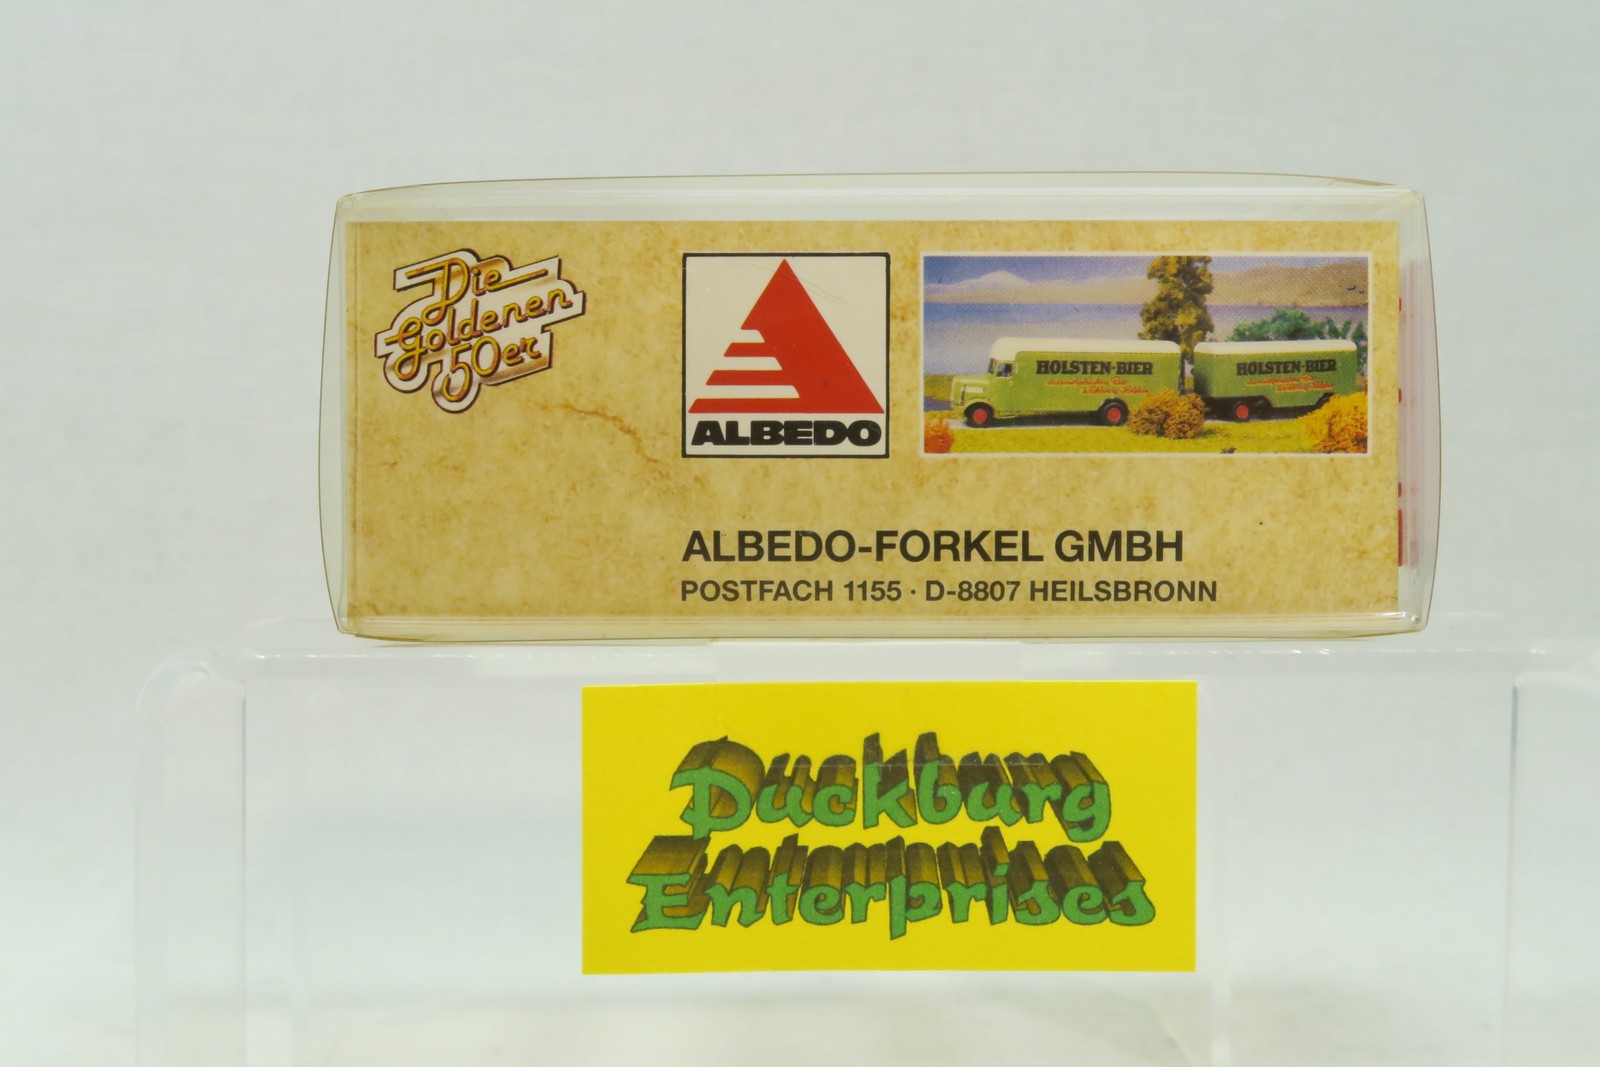 Die
Goldenen
50er
ALBEDO
HOLSTEN-BIER
HOLSTEN-BIER
ALBEDO-FORKEL GMBH
POSTFACH 1155 · D-8807 HEILSBRONN
Duckburg
Enterprises